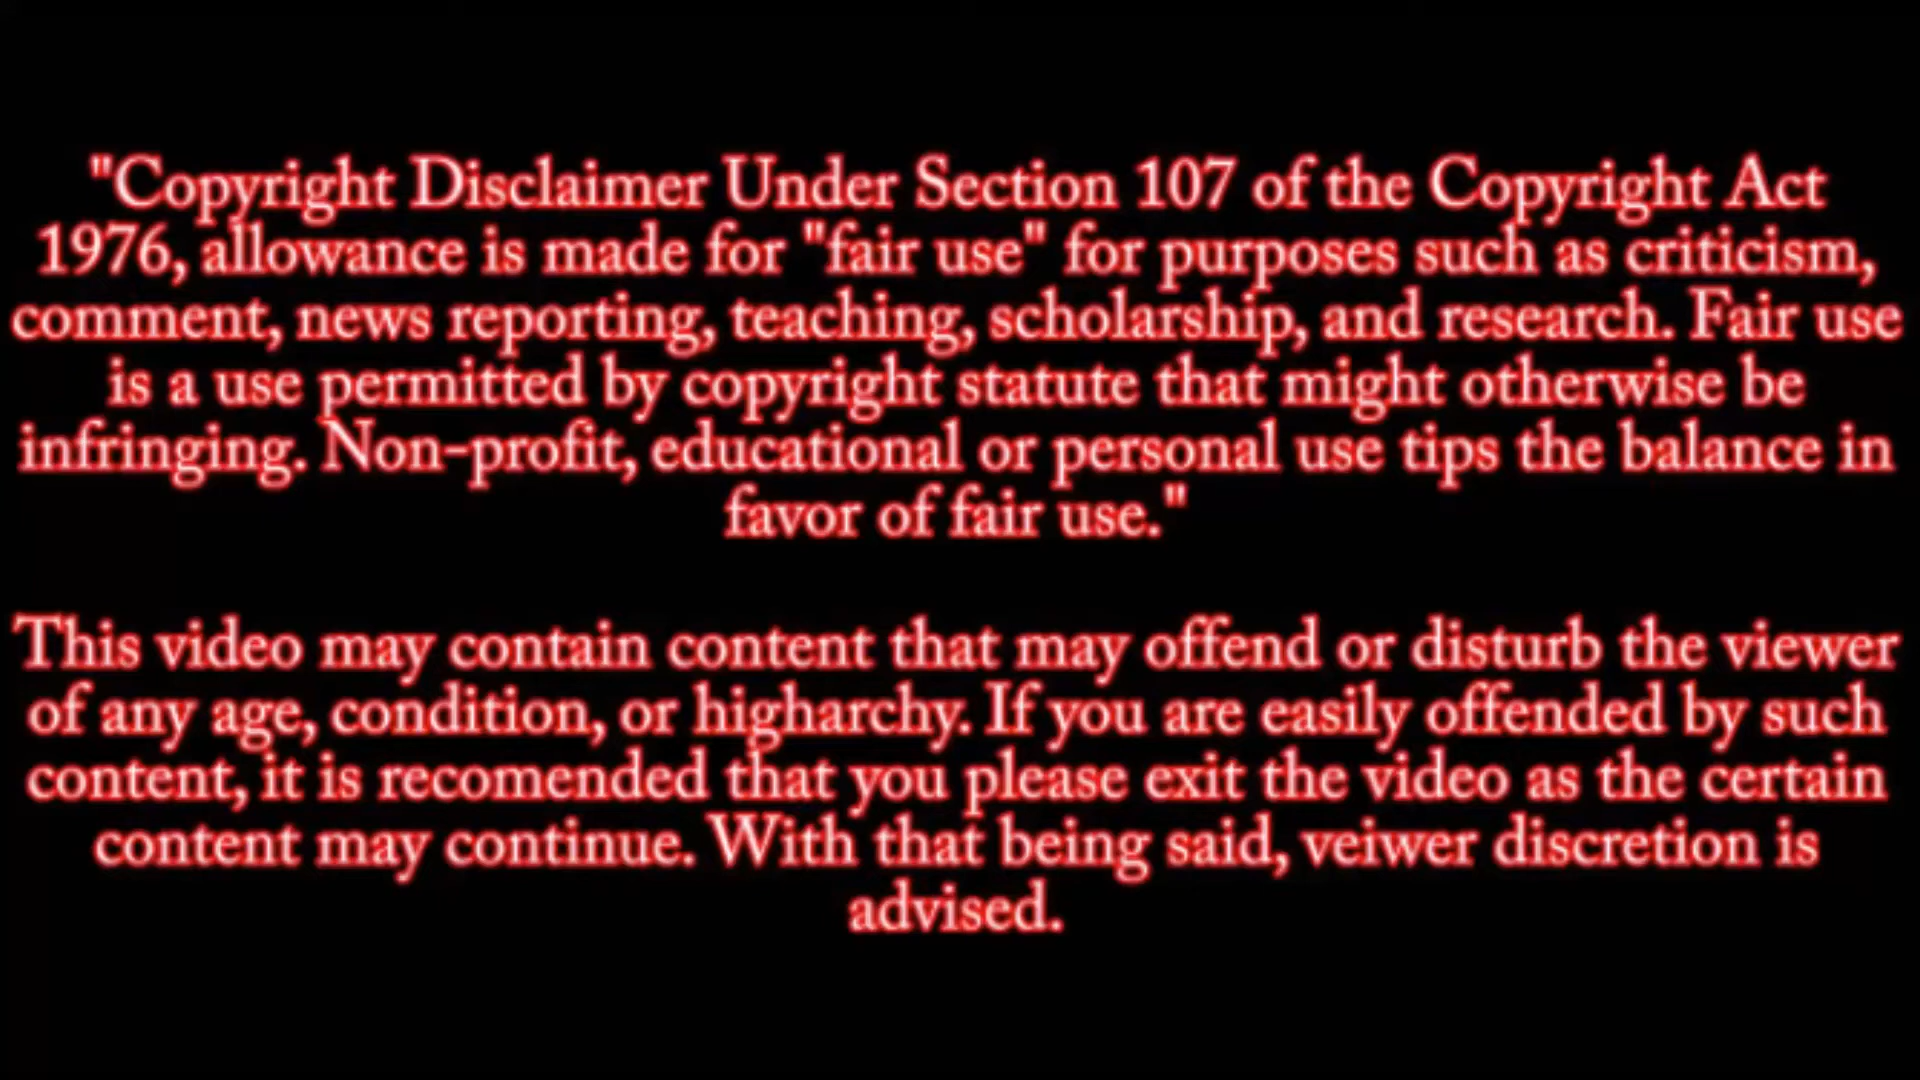 "Copyright Disclaimer Under Section 107 of the Copyright Act
1976, allowance is made for "fair use" for purposes such as criticism,
comment, news reporting, teaching, scholarship, and research. Fair use
is a use permitted by copyright statute that might otherwise be
infringing. Non-profit, educational or personal use tips the balance in
favor of fair use."
This video may contain content that may offend or disturb the viewer
of any age, condition, or higharchy. If you are easily offended by such
content, it is recomended that you please exit the video as the certain
content may continue. With that being said, veiwer discretion is
advised.